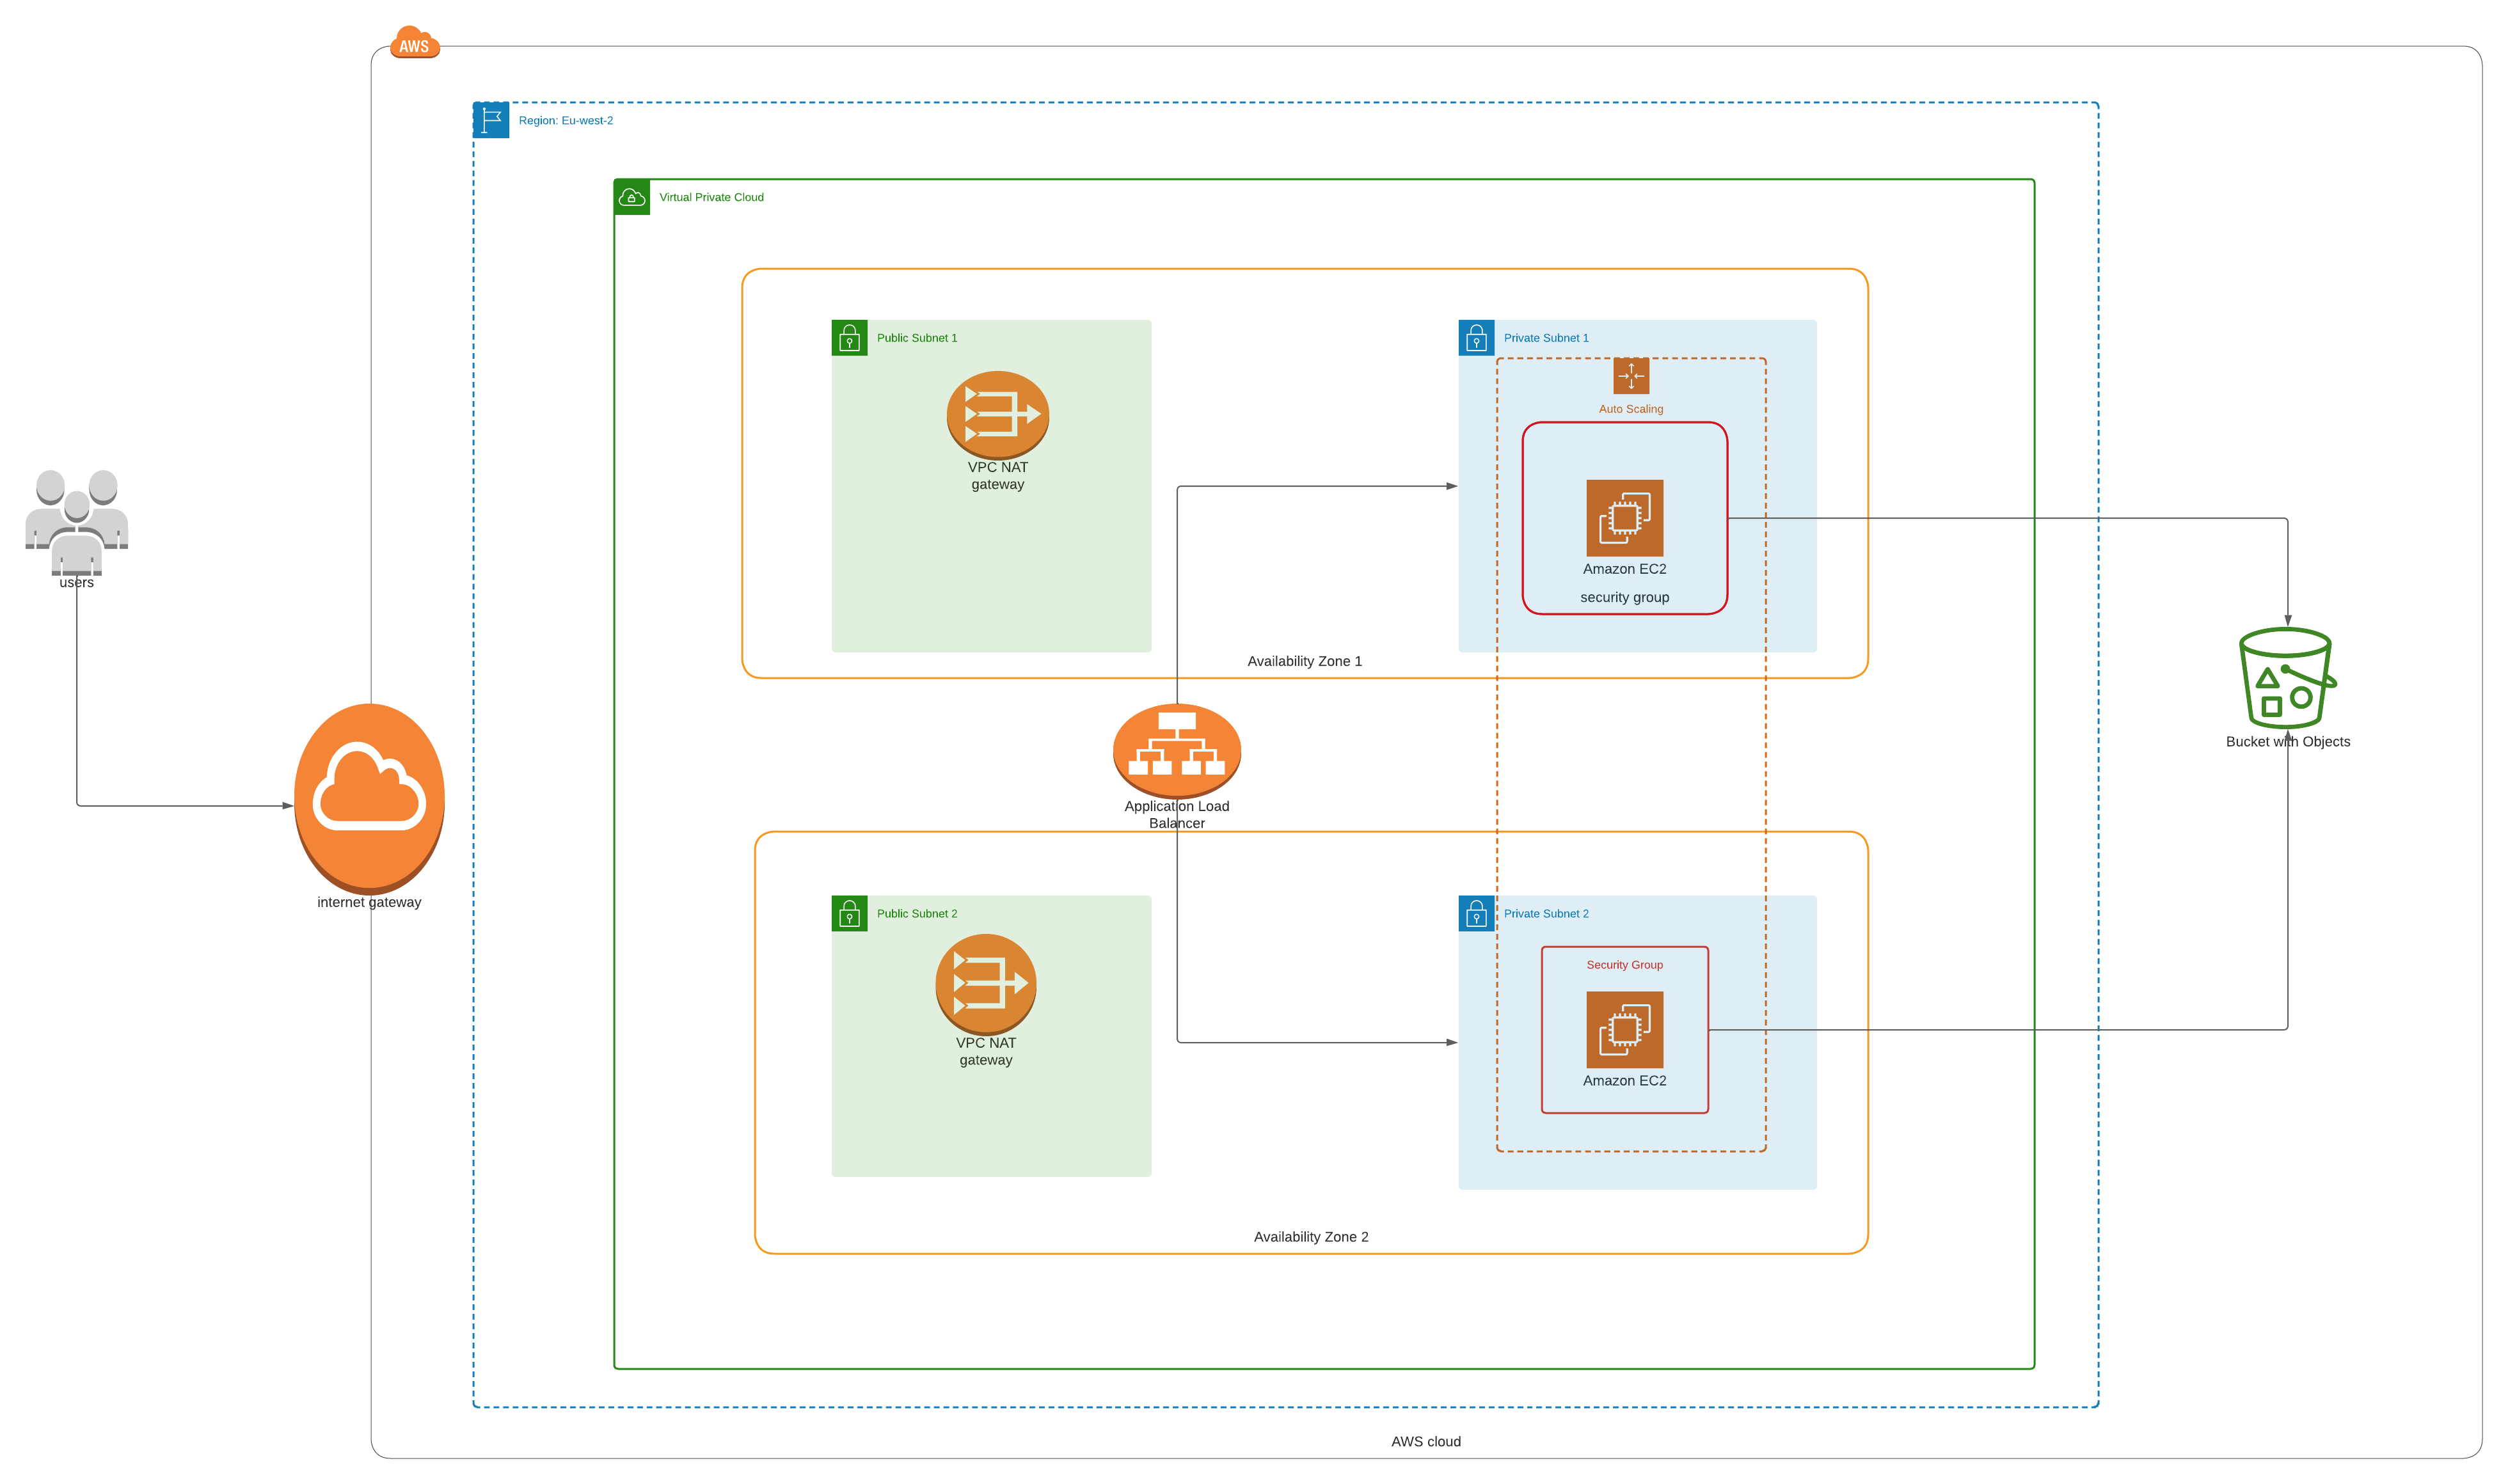 AWS
Region: Eu-west-2
Virtual Private Cloud
Public Subnet 1
VPC NAT
gateway
Private Subnet 1
Auto Scaling
Amazon EC2
security group
Availability Zone 1
users
internet gateway
Application Load
Balancer
Bucket with Objects
Public Subnet 2
VPC NAT
gateway
Private Subnet 2
Security Group
Amazon EC2
Availability Zone 2
AWS cloud